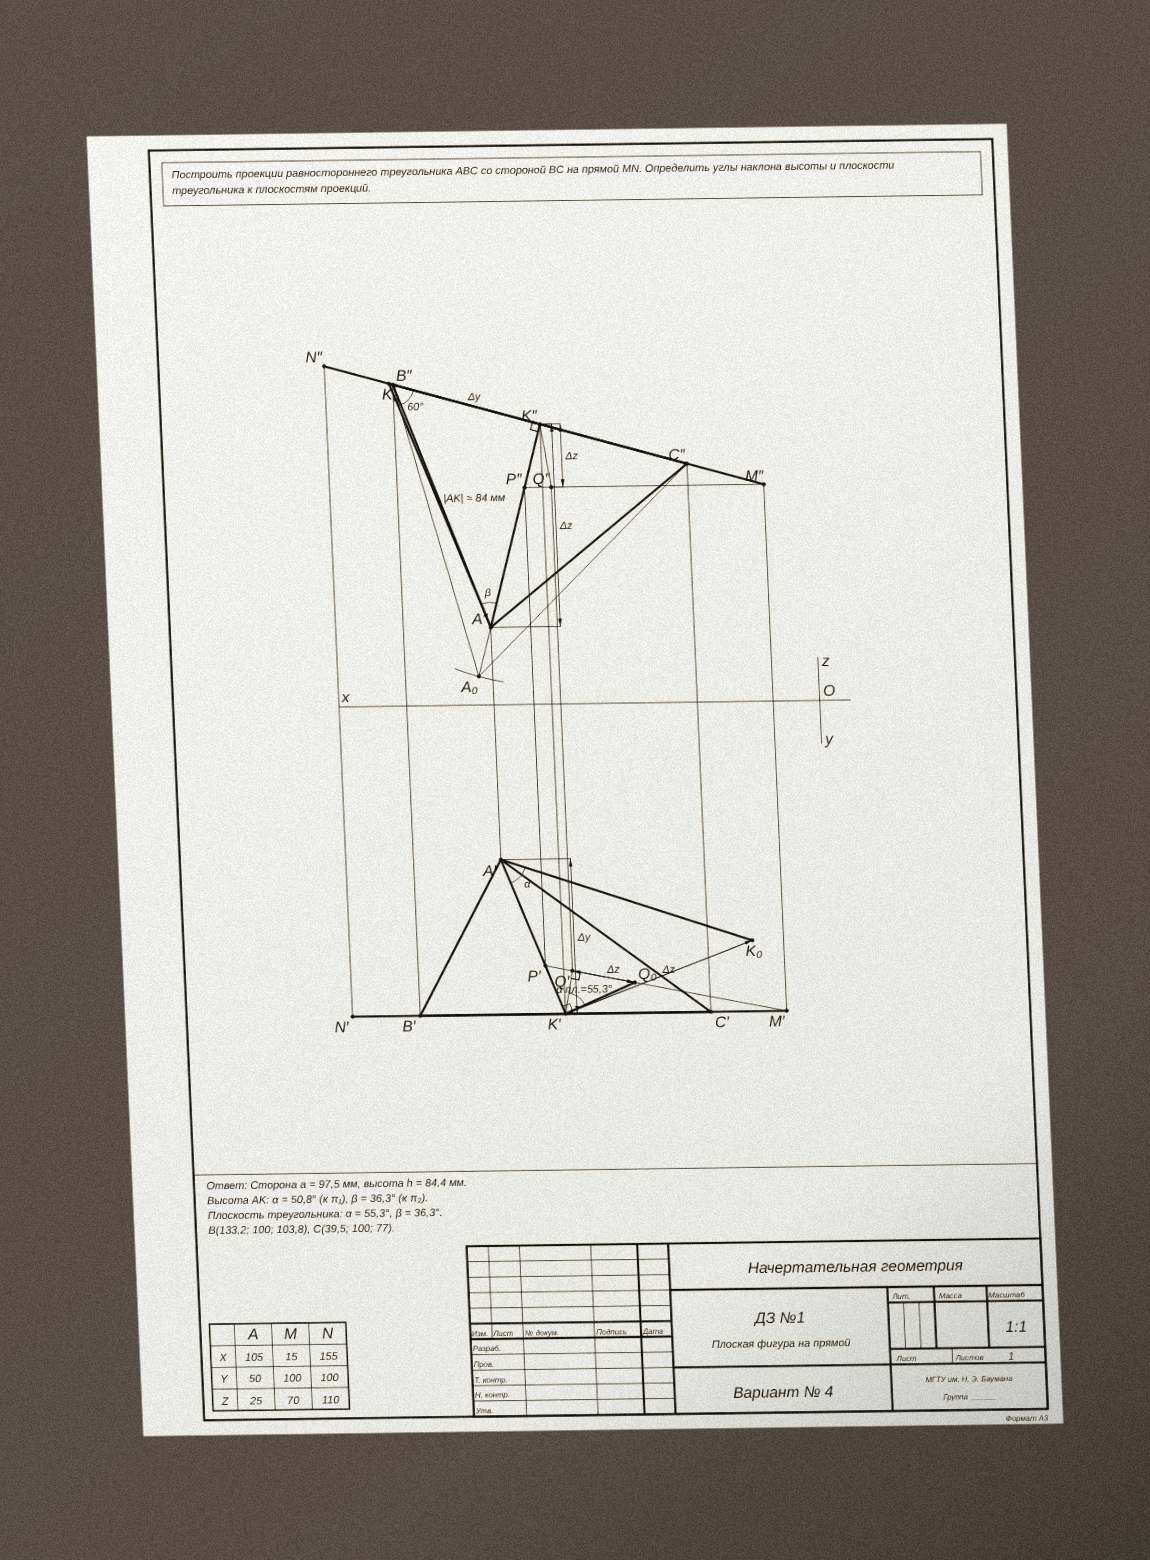 Построить проекции равностороннего треугольника ABC со стороной BC на прямой MN. Определить углы наклона высоты и плоскости
треугольника к плоскостям проекций.
N"
B"
K
60°
Δy
K"
Δz
C"
M"
P"
Q"
|AK| ≈ 84 мм
Δz
β
A"
A₀
x
z
O
y
A'
α
Δy
K₀
P'
Q'
Δz
Q₀
Δz
αпл.=55,3°
N'
B'
K'
C'
M'
Ответ: Сторона a = 97,5 мм, высота h = 84,4 мм.
Высота AK: α = 50,8° (к π₁), β = 36,3° (к π₂).
Плоскость треугольника: α = 55,3°, β = 36,3°.
B(133,2; 100; 103,8), C(39,5; 100; 77).
A M N
X 105 15 155
Y 50 100 100
Z 25 70 110
Изм. Лист № докум. Подпись Дата
Разраб.
Пров.
Т. контр.
Н. контр.
Утв.
Начертательная геометрия
ДЗ №1
Плоская фигура на прямой
Вариант № 4
Лит. Масса Масштаб
1:1
Лист Листов 1
МГТУ им. Н. Э. Баумана
Группа ______
Формат А3